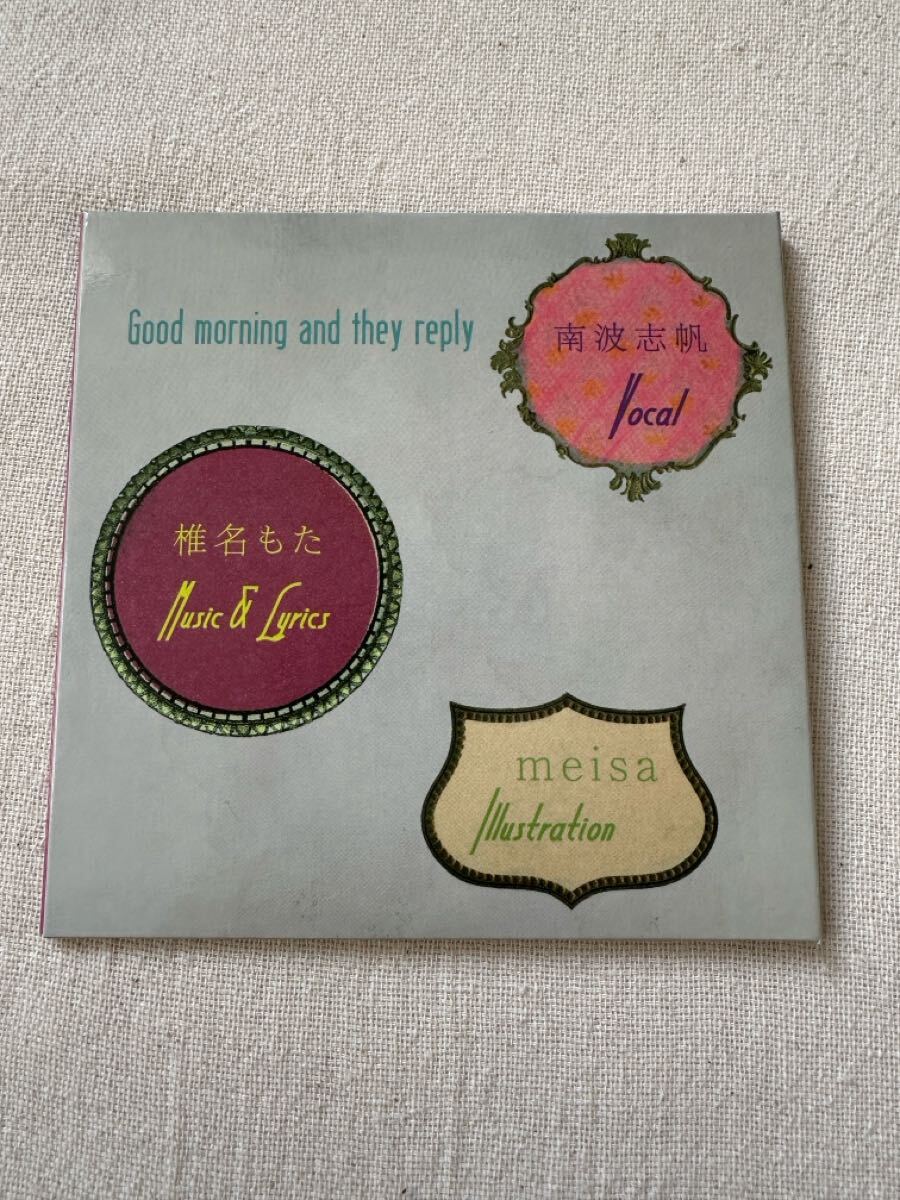 Good morning and they reply
南波志帆
Vocal
椎名もた
Music & Lyrics
meisa
Illustration